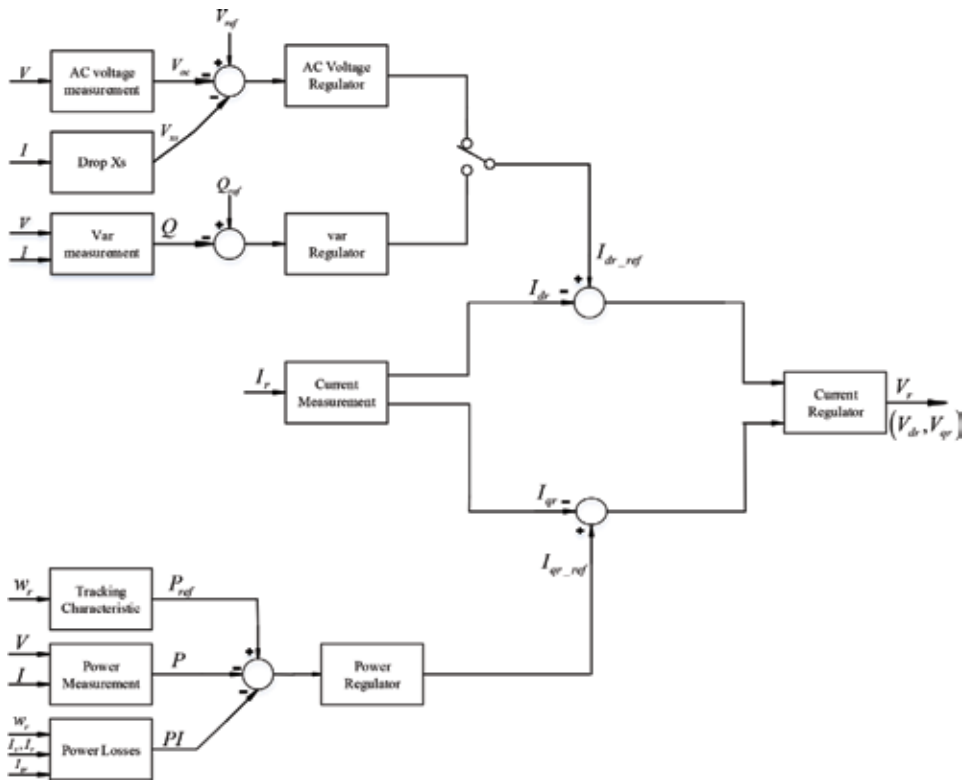 V_ref
V
AC voltage
measurement
V_ac
AC Voltage
Regulator
I
Drop Xs
V_xs
Q_ref
V
I
Var
measurement
Q
var
Regulator
I_dr_ref
I_dr
I_r
Current
Measurement
Current
Regulator
V_r
(V_dr, V_qr)
I_qr
I_qr_ref
w_r
Tracking
Characteristic
P_ref
V
I
Power
Measurement
P
Power
Regulator
w_r
Power Losses
PI